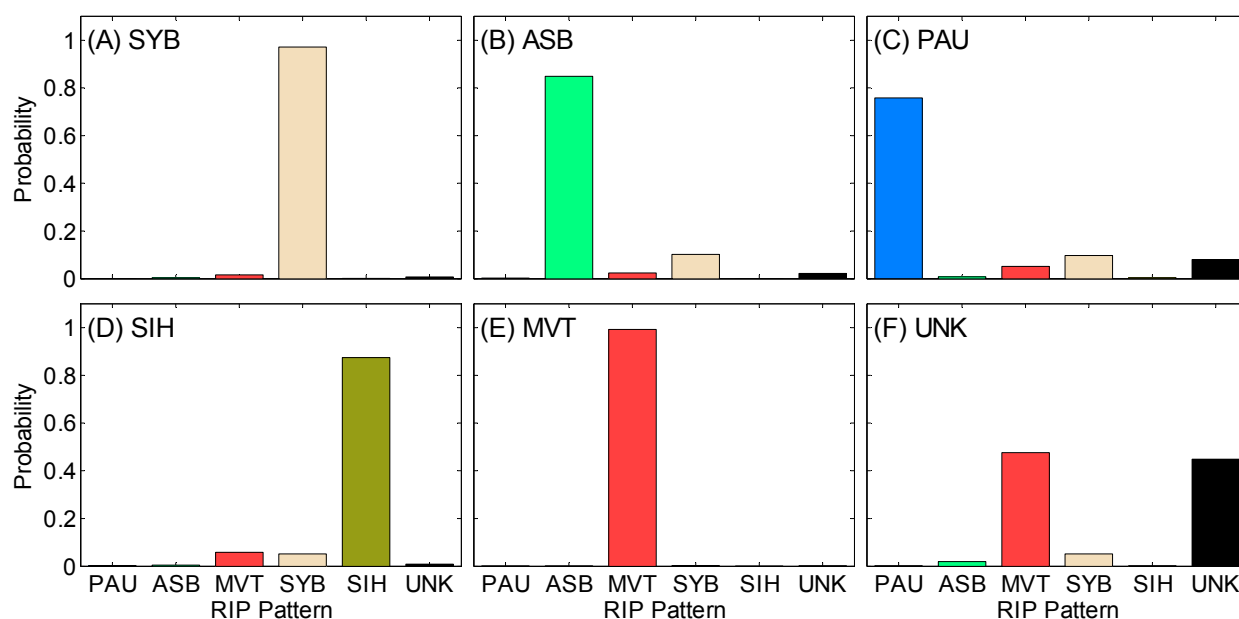 (A) SYB
(B) ASB
(C) PAU
1
0.8
0.6
0.4
0.2
0
Probability
(D) SIH
(E) MVT
(F) UNK
1
0.8
0.6
0.4
0.2
0
Probability
PAU ASB MVT SYB SIH UNK
PAU ASB MVT SYB SIH UNK
PAU ASB MVT SYB SIH UNK
RIP Pattern
RIP Pattern
RIP Pattern